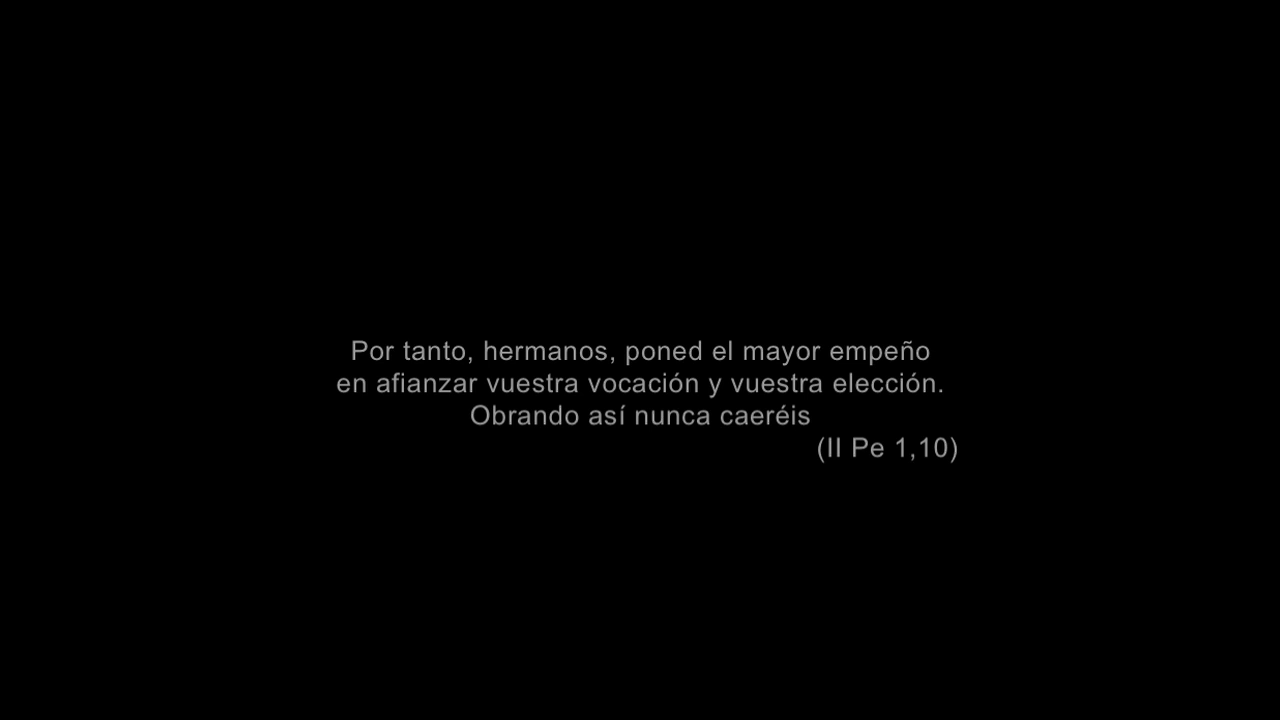 Por tanto, hermanos, poned el mayor empeño
en afianzar vuestra vocación y vuestra elección.
Obrando así nunca caeréis
(II Pe 1,10)